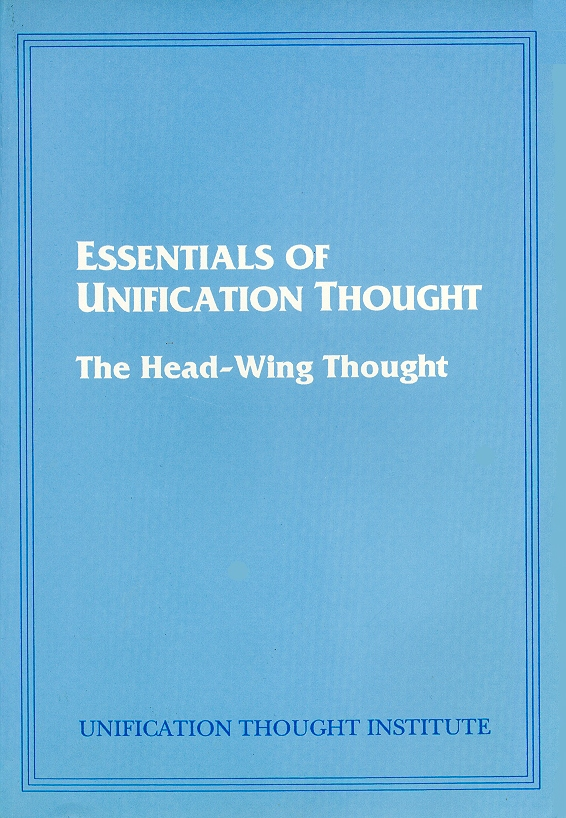 ESSENTIALS OF
UNIFICATION THOUGHT
The Head-Wing Thought
UNIFICATION THOUGHT INSTITUTE